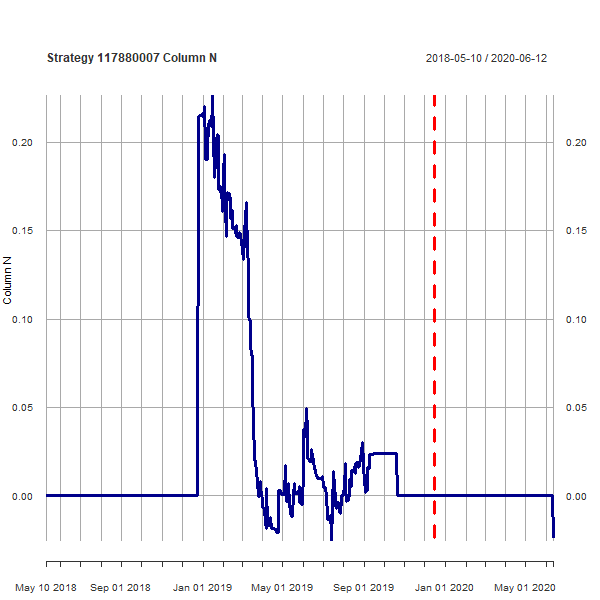 Strategy 117880007 Column N
2018-05-10 / 2020-06-12
0.20
0.20
0.15
0.15
Column N
0.10
0.10
0.05
0.05
0.00
0.00
May 10 2018
Sep 01 2018
Jan 01 2019
May 01 2019
Sep 01 2019
Jan 01 2020
May 01 2020